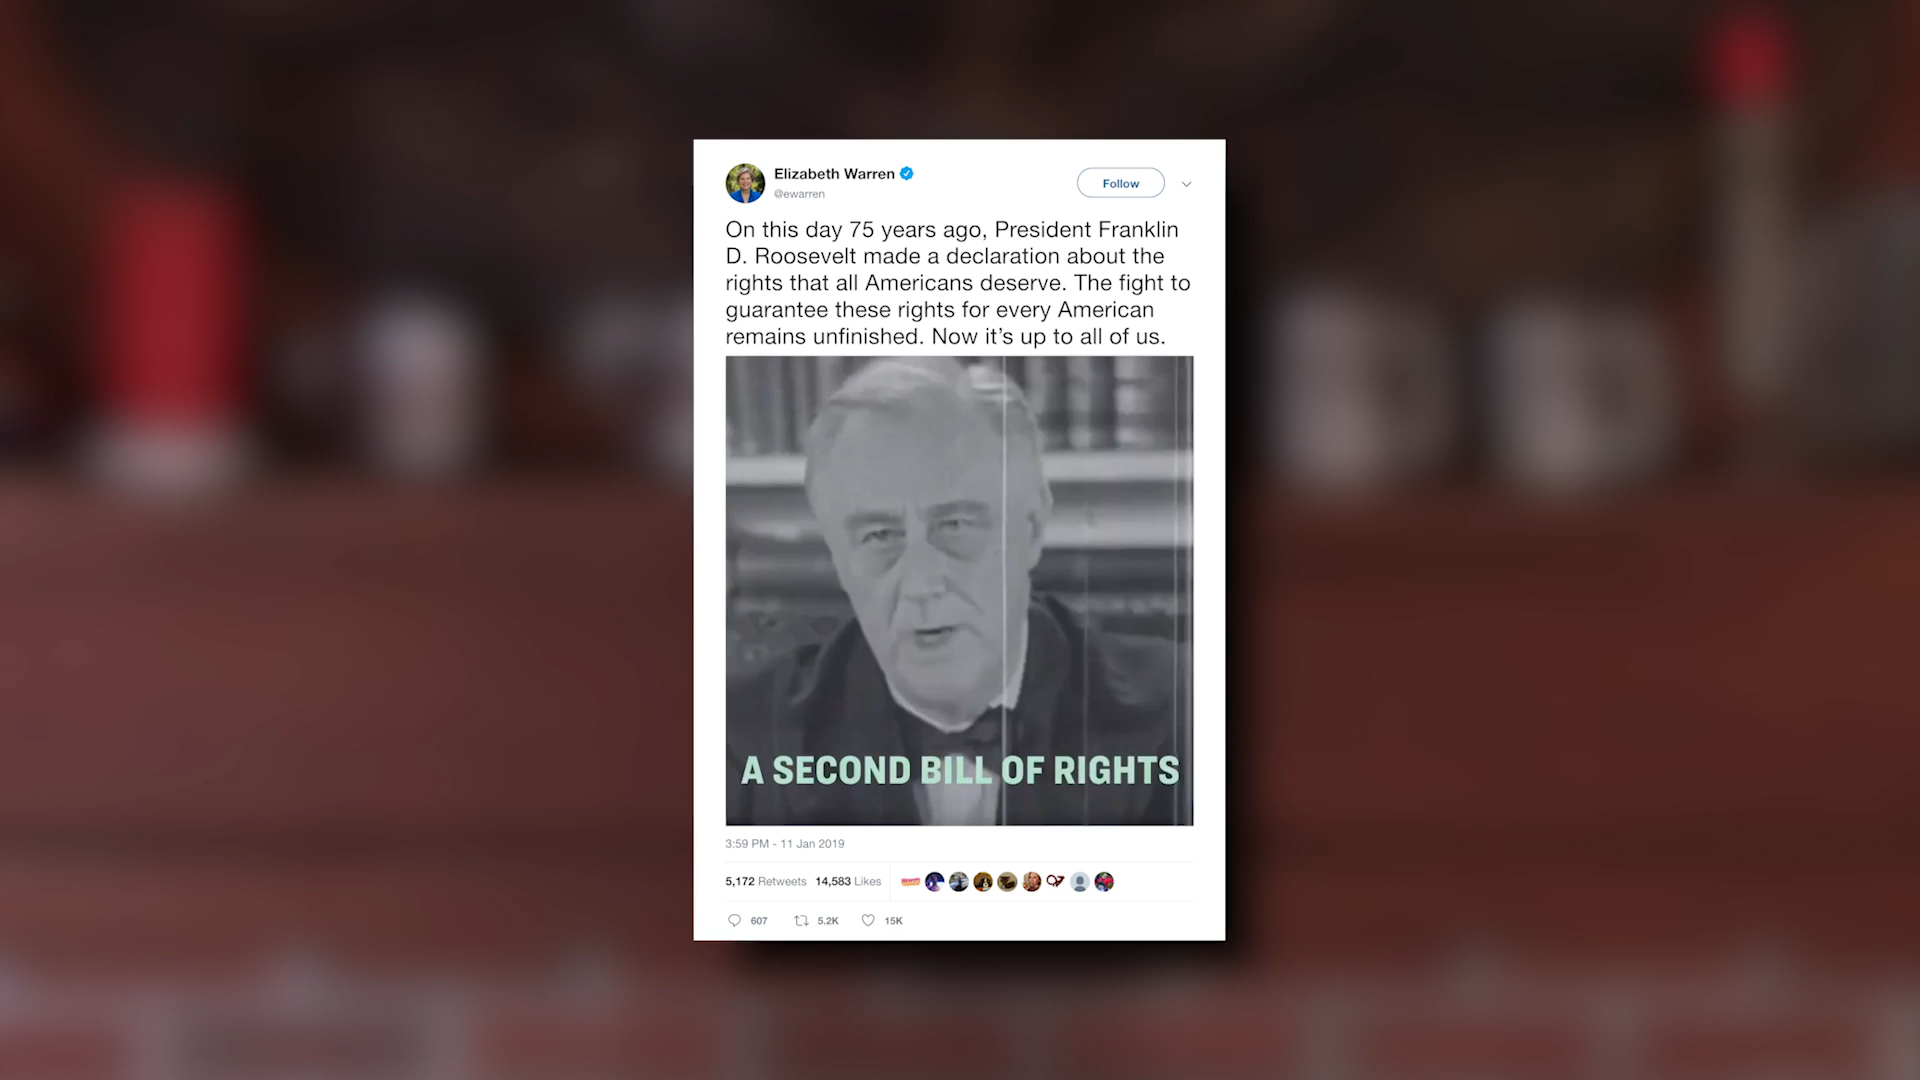 Elizabeth Warren
@ewarren
Follow
On this day 75 years ago, President Franklin
D. Roosevelt made a declaration about the
rights that all Americans deserve. The fight to
guarantee these rights for every American
remains unfinished. Now it’s up to all of us.
A SECOND BILL OF RIGHTS
3:59 PM - 11 Jan 2019
5,172 Retweets 14,583 Likes
607 5.2K 15K